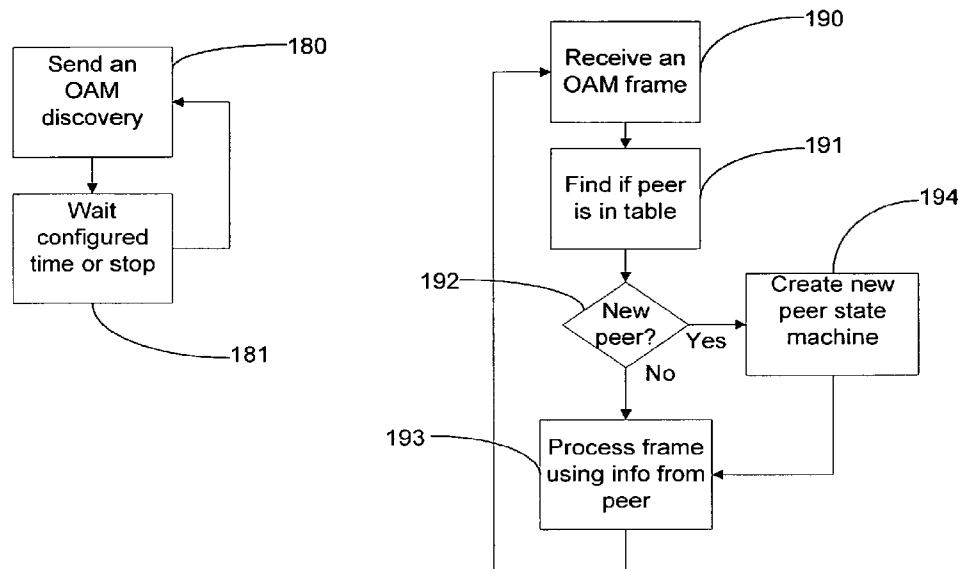 180
Send an
OAM
discovery
Wait
configured
time or stop
181
190
Receive an
OAM frame
191
Find if peer
is in table
192
New
peer?
Yes
No
194
Create new
peer state
machine
193
Process frame
using info from
peer